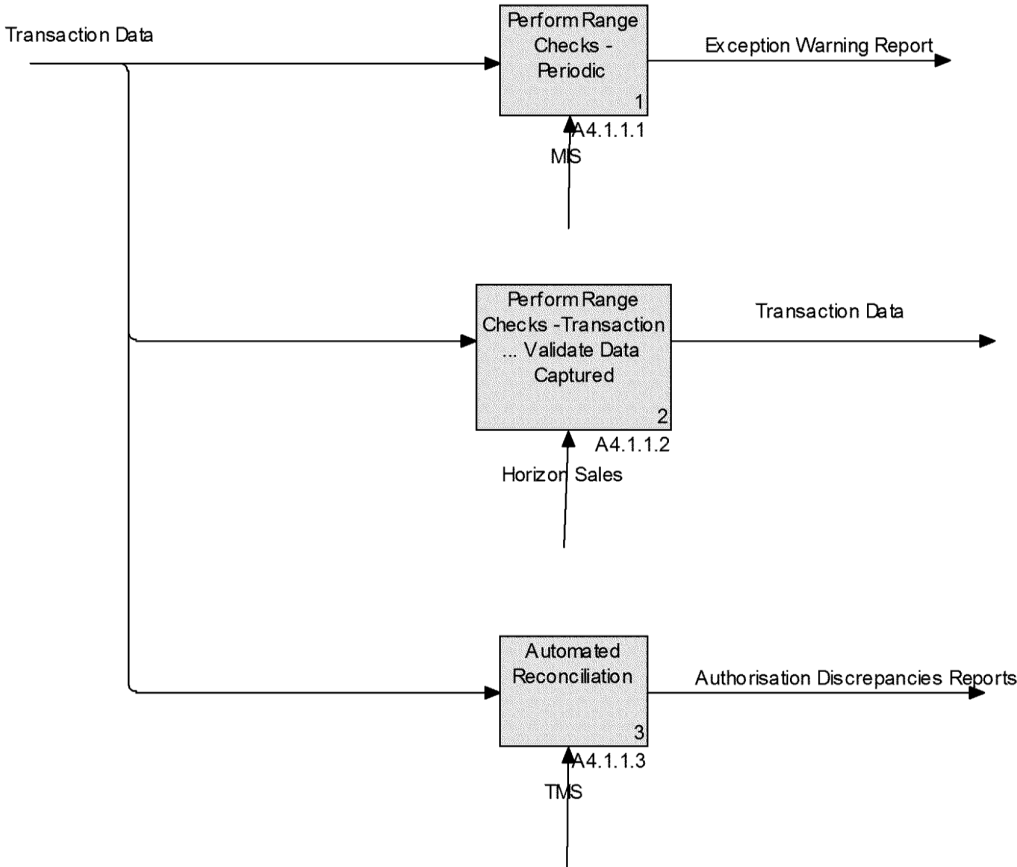 Transaction Data
Perform Range
Checks -
Periodic
1
Exception Warning Report
A4.1.1.1
MIS
Perform Range
Checks -Transaction
... Validate Data
Captured
2
Transaction Data
A4.1.1.2
Horizon Sales
Automated
Reconciliation
3
Authorisation Discrepancies Reports
A4.1.1.3
TMS